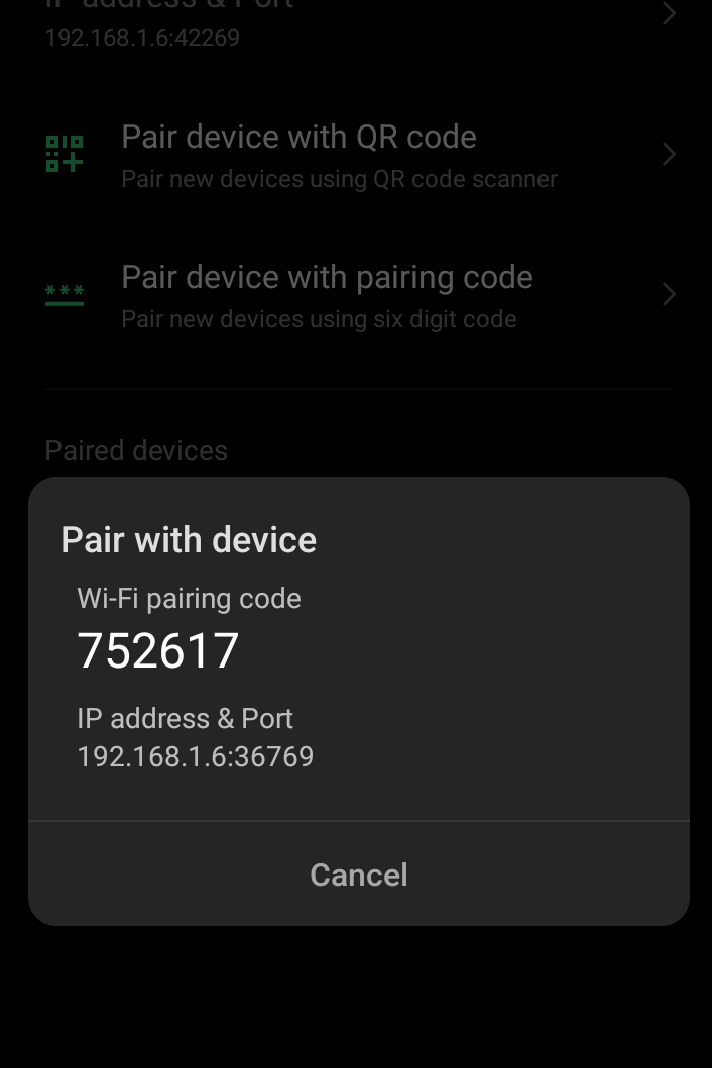 IP address & Port
192.168.1.6:42269
Pair device with QR code
Pair new devices using QR code scanner
***
Pair device with pairing code
Pair new devices using six digit code
Paired devices
Pair with device
Wi-Fi pairing code
752617
IP address & Port
192.168.1.6:36769
Cancel